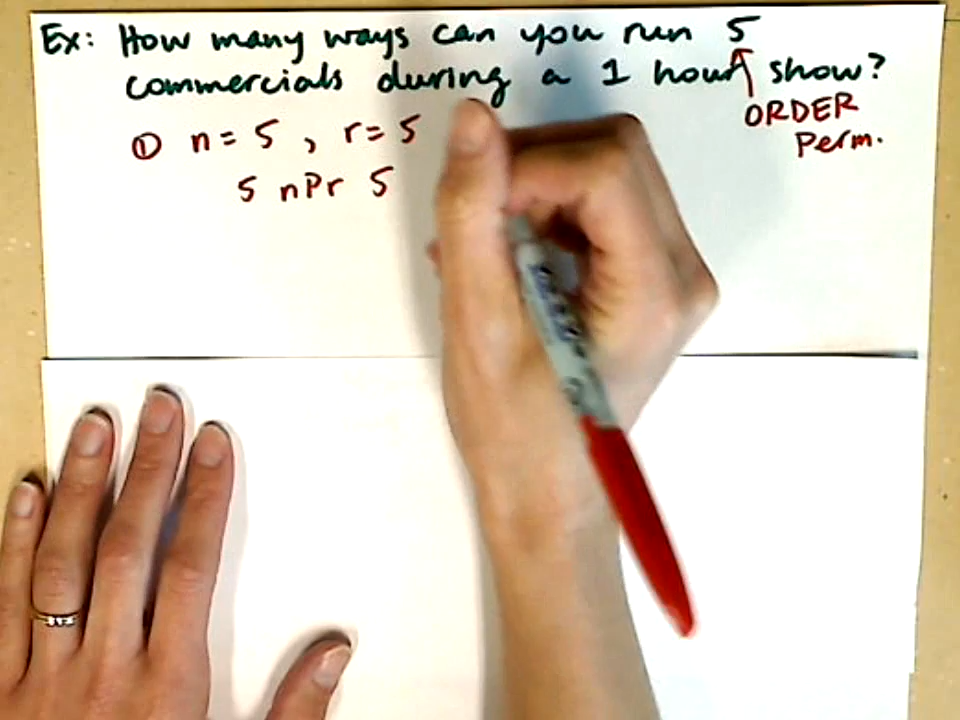 Ex: How many ways can you run 5
commercials during a 1 hour show?
ORDER
Perm.
① n = 5 , r = 5
5 nPr 5